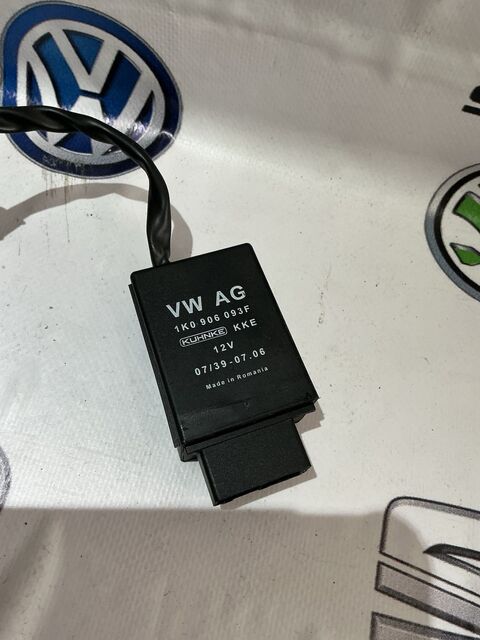 VW AG
1K0 906 093F
KUHNKE KKE
12V
07/39-07.06
Made in Romania